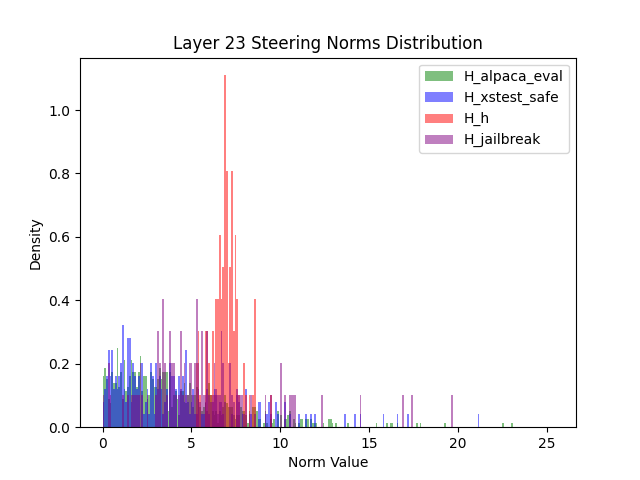 Layer 23 Steering Norms Distribution
H_alpaca_eval
H_xstest_safe
H_h
H_jailbreak
Density
1.0
0.8
0.6
0.4
0.2
0.0
0
5
10
15
20
25
Norm Value